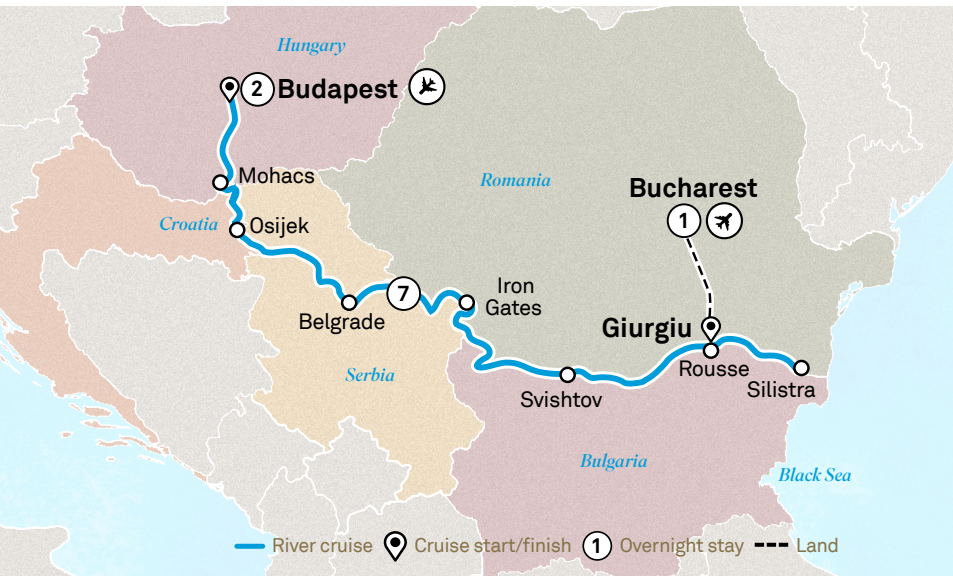 Hungary
2 Budapest
Mohacs
Romania
Bucharest
1
Croatia
Osijek
7
Iron
Gates
Belgrade
Giurgiu
Rousse
Serbia
Silistra
Svishtov
Bulgaria
Black Sea
River cruise
Cruise start/finish
1 Overnight stay
Land